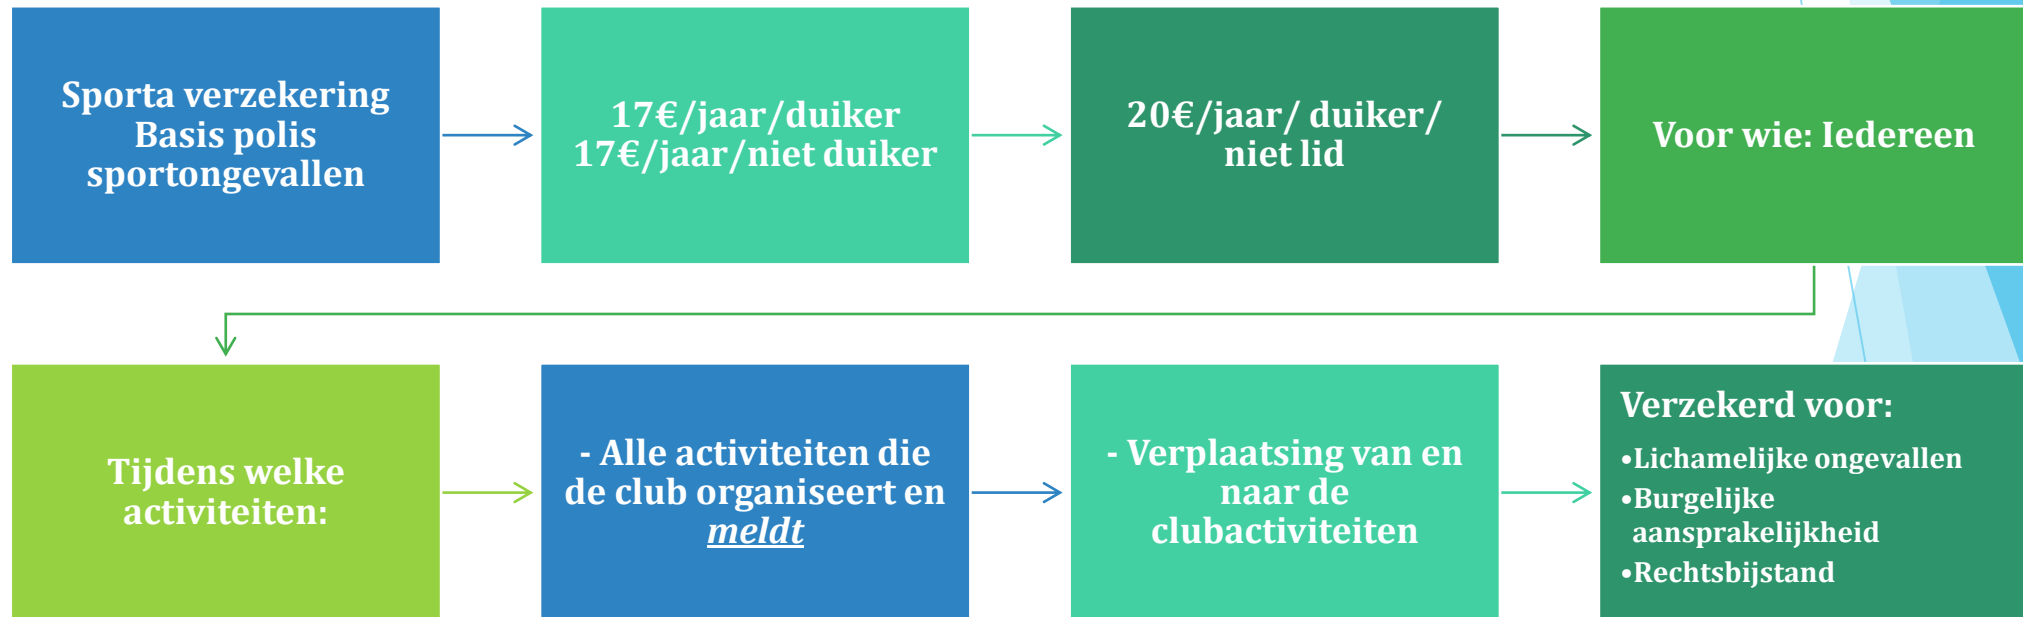 Sporta verzekering
Basis polis
sportongevallen
17€/jaar/duiker
17€/jaar/niet duiker
20€/jaar/ duiker/
niet lid
Voor wie: Iedereen
Tijdens welke
activiteiten:
- Alle activiteiten die
de club organiseert en
meldt
- Verplaatsing van en
naar de
clubactiviteiten
Verzekerd voor:
•Lichamelijke ongevallen
•Burgelijke
aansprakelijkheid
•Rechtsbijstand